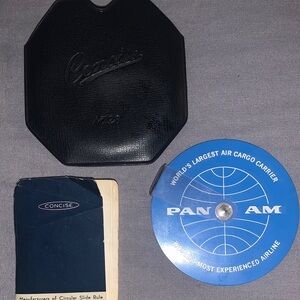 Concise
WORLD'S LARGEST AIR CARGO CARRIER
PAN AM
MOST EXPERIENCED AIRLINE
CONCISE
Manufacturers of Circular Slide Rule